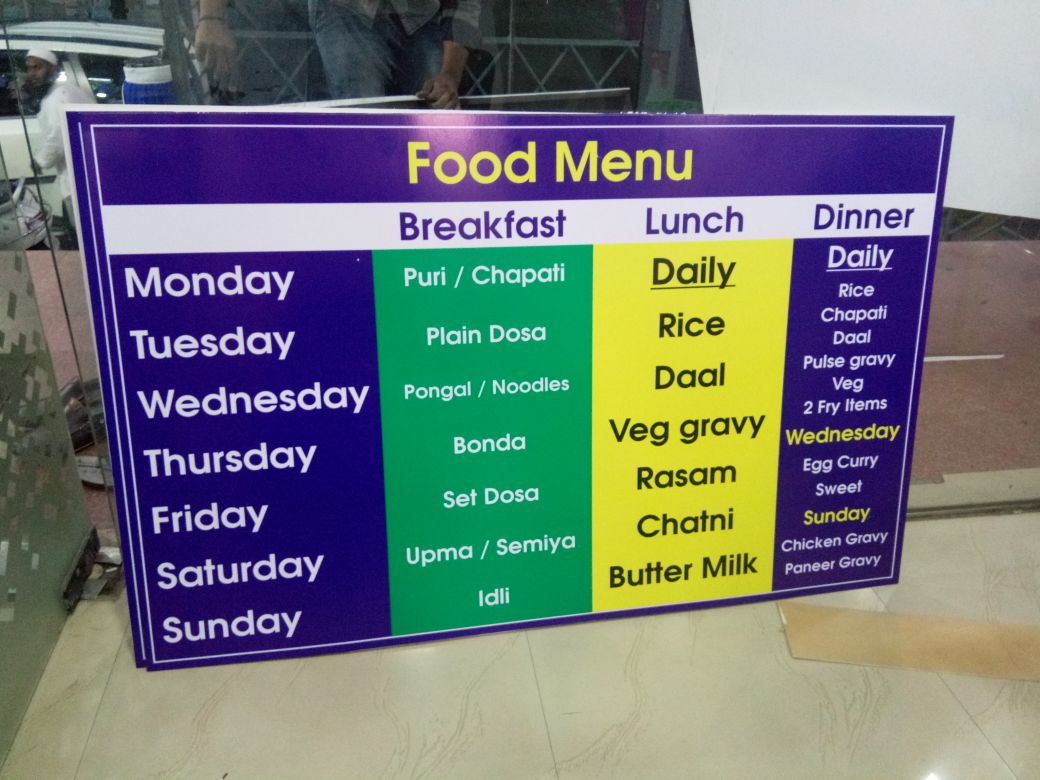 Food Menu
Breakfast Lunch Dinner
Monday
Tuesday
Wednesday
Thursday
Friday
Saturday
Sunday
Puri / Chapati
Plain Dosa
Pongal / Noodles
Bonda
Set Dosa
Upma / Semiya
Idli
Daily
Rice
Daal
Veg gravy
Rasam
Chatni
Butter Milk
Daily
Rice
Chapati
Daal
Pulse gravy
Veg
2 Fry Items
Wednesday
Egg Curry
Sweet
Sunday
Chicken Gravy
Paneer Gravy